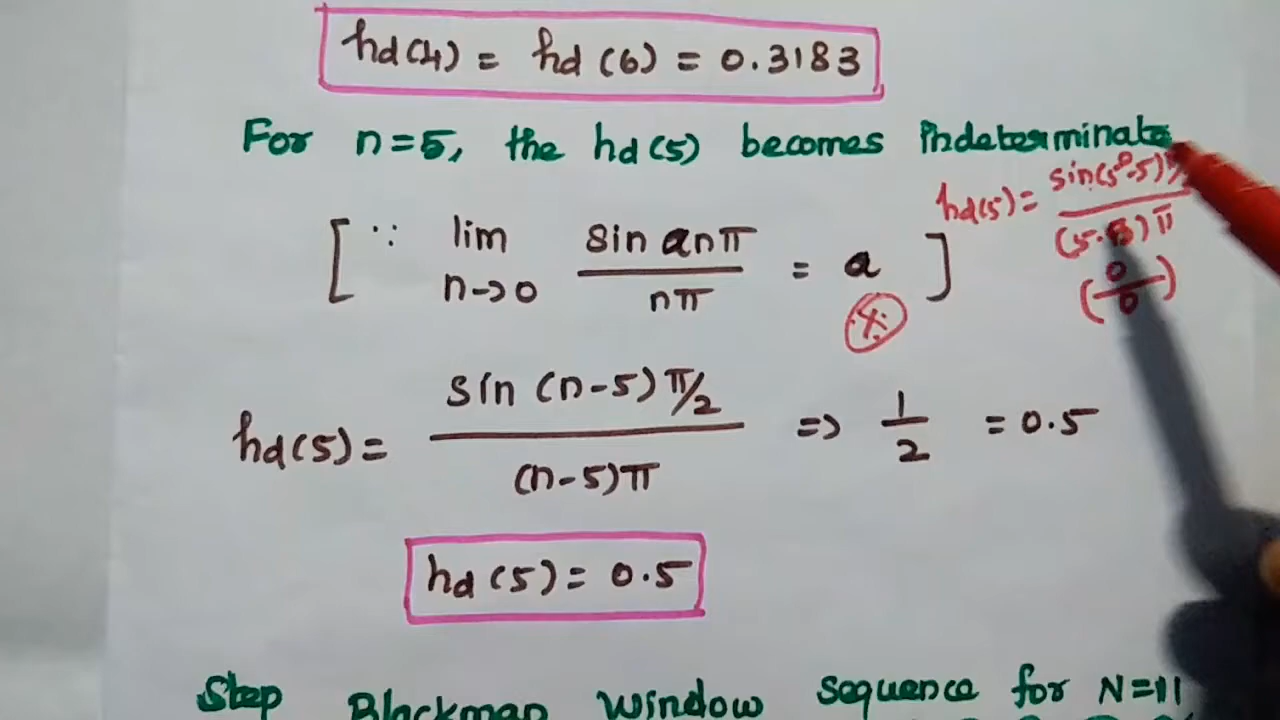 hd(4) = hd(6) = 0.3183
For n=5, the hd(5) becomes indeterminate
hd(5) = sin(5-5)π/
(5-5)π
(0/0)
[ ∵ lim n→0 sin anπ / nπ = a ]
hd(5) = sin (n-5) π/2 / (n-5)π => 1/2 = 0.5
hd(5) = 0.5
Step Blackman Window sequence for N=11